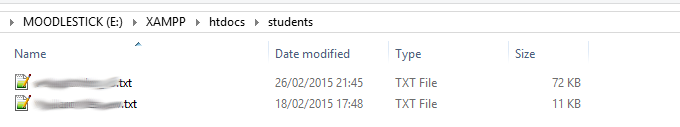 MOODLESTICK (E:) XAMPP htdocs students
Name Date modified Type Size
.txt 26/02/2015 21:45 TXT File 72 KB
.txt 18/02/2015 17:48 TXT File 11 KB